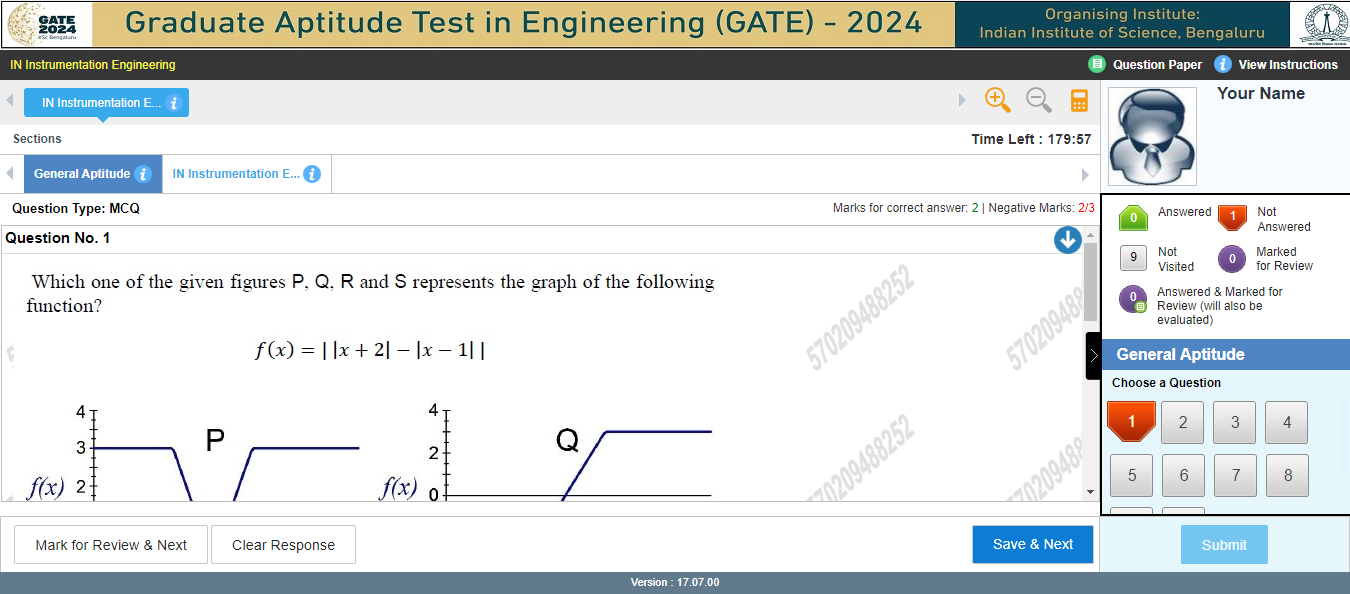 GATE
2024
IISc Bengaluru
Graduate Aptitude Test in Engineering (GATE) - 2024
Organising Institute:
Indian Institute of Science, Bengaluru
IN Instrumentation Engineering
Question Paper
View Instructions
IN Instrumentation E...
Your Name
Sections
Time Left : 179:57
General Aptitude
IN Instrumentation E...
Question Type: MCQ
Marks for correct answer: 2 | Negative Marks: 2/3
Question No. 1
Which one of the given figures P, Q, R and S represents the graph of the following
function?
f(x) = | |x + 2| − |x − 1| |
570209488252
570209488
4
3
f(x) 2
P
4
2
f(x) 0
Q
570209488252
570209488
0 Answered
1 Not Answered
9 Not Visited
0 Marked for Review
0 Answered & Marked for
Review (will also be
evaluated)
General Aptitude
Choose a Question
1 2 3 4
5 6 7 8
Mark for Review & Next
Clear Response
Save & Next
Submit
Version : 17.07.00